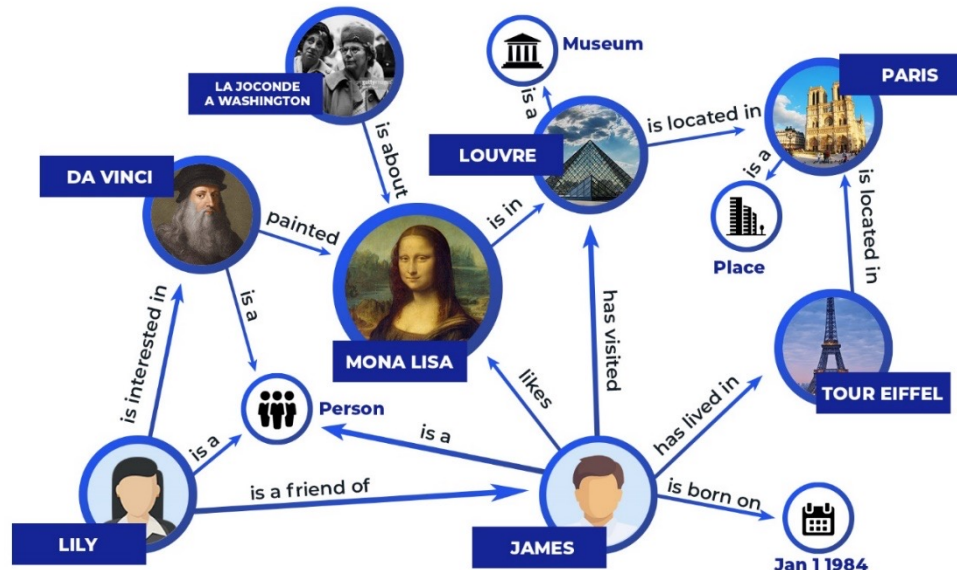 Museum
PARIS
LA JOCONDE
A WASHINGTON
is a
is located in
LOUVRE
is about
is a
DA VINCI
is located in
painted
is in
Place
is a
has visited
is interested in
MONA LISA
likes
TOUR EIFFEL
Person
has lived in
is a
is a
is a friend of
is born on
LILY
JAMES
Jan 1 1984